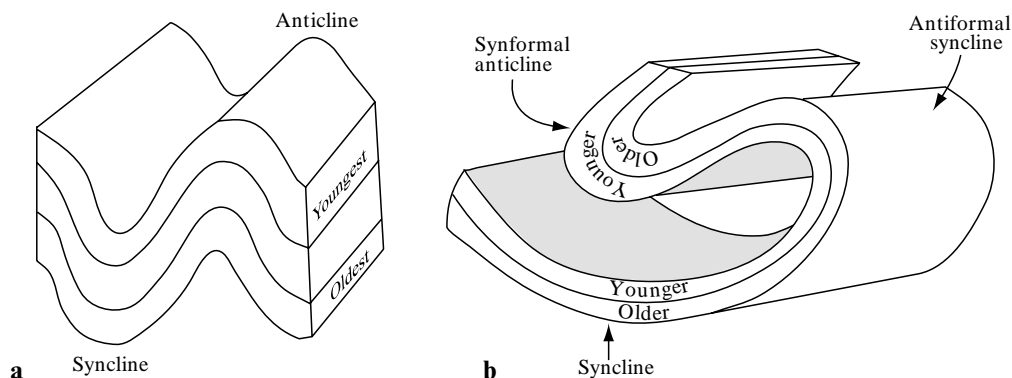 Anticline
Youngest
Oldest
Syncline
a
Synformal
anticline
Antiformal
syncline
Older
Younger
Younger
Older
Syncline
b